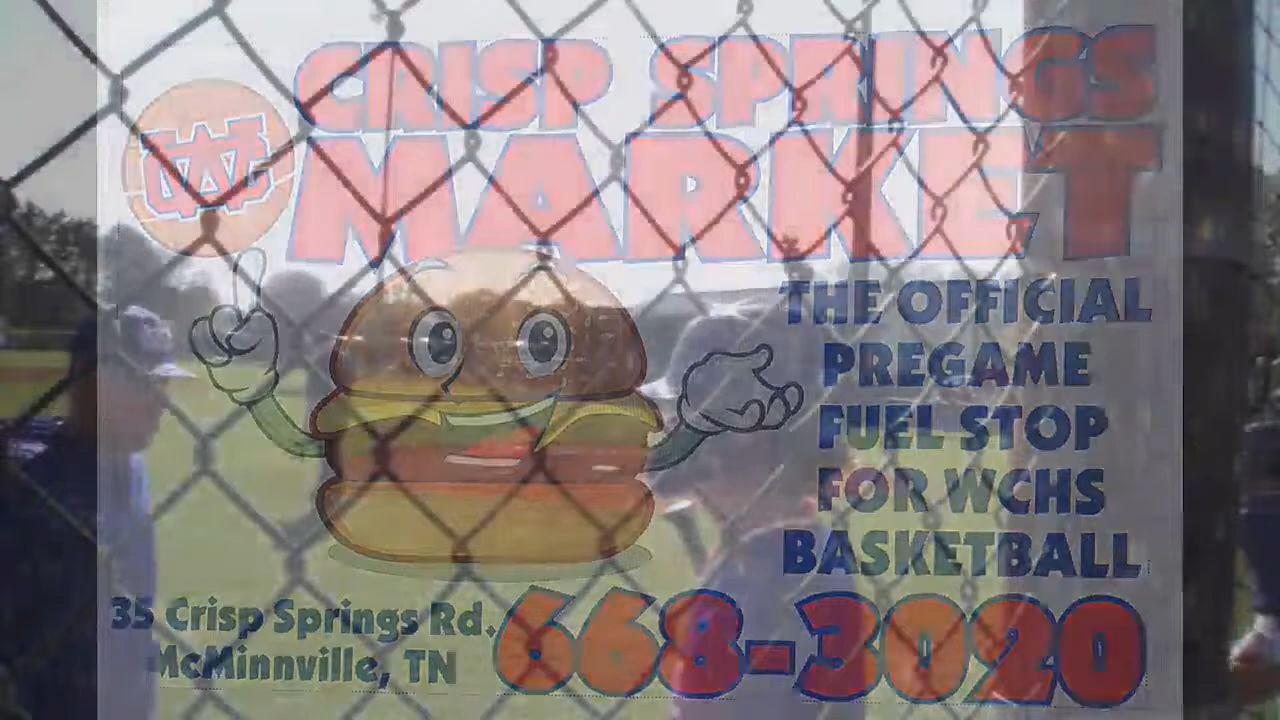 CRISP SPRINGS
MARKET
WC
THE OFFICIAL
PREGAME
FUEL STOP
FOR WCHS
BASKETBALL
35 Crisp Springs Rd.
McMinnville, TN
668-3020